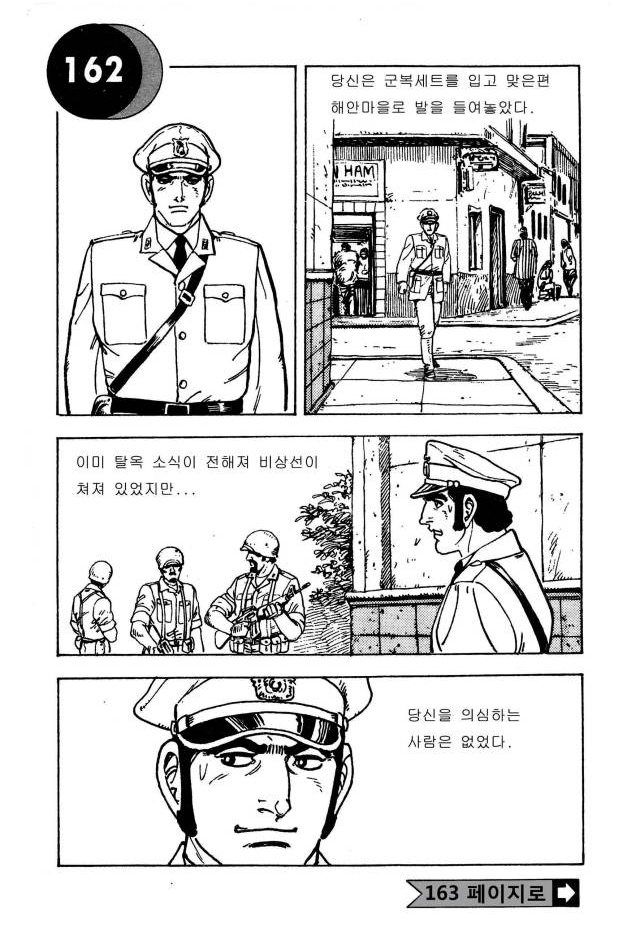 162
당신은 군복세트를 입고 맞은편
해안마을로 발을 들여놓았다.
HAM
이미 탈옥 소식이 전해져 비상선이
쳐져 있었지만...
당신을 의심하는
사람은 없었다.
163 페이지로